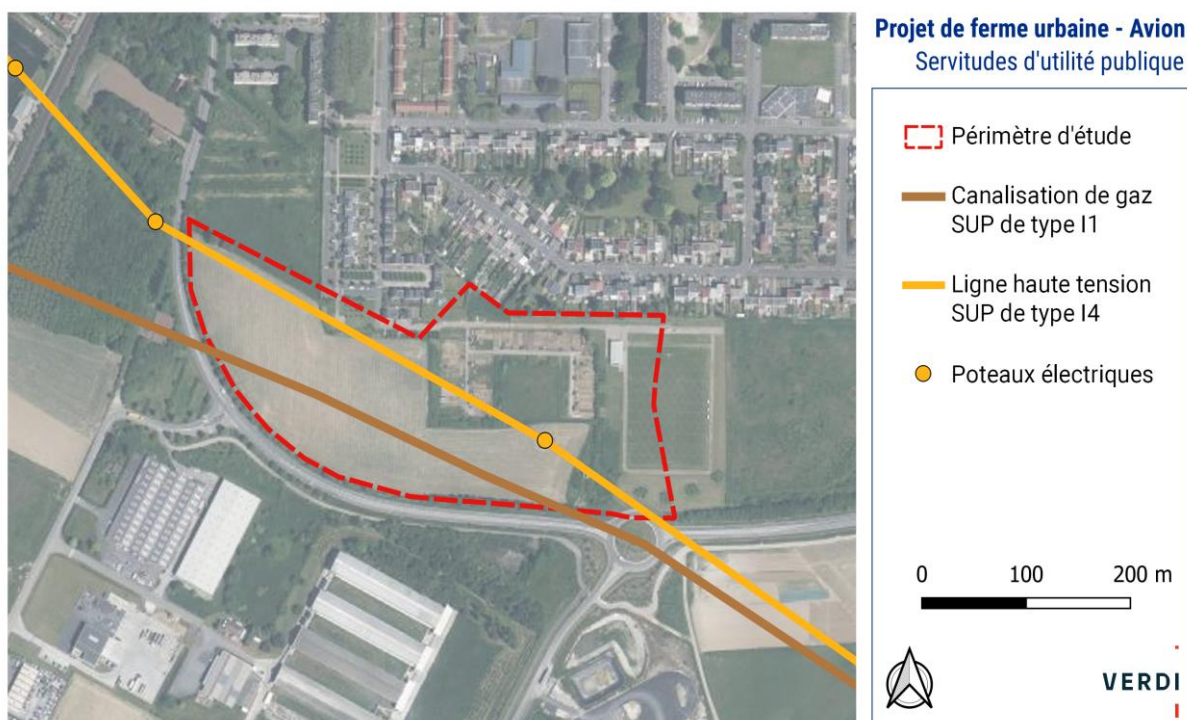 Projet de ferme urbaine - Avion
Servitudes d'utilité publique
Périmètre d'étude
Canalisation de gaz
SUP de type I1
Ligne haute tension
SUP de type I4
Poteaux électriques
0 100 200 m
VERDI